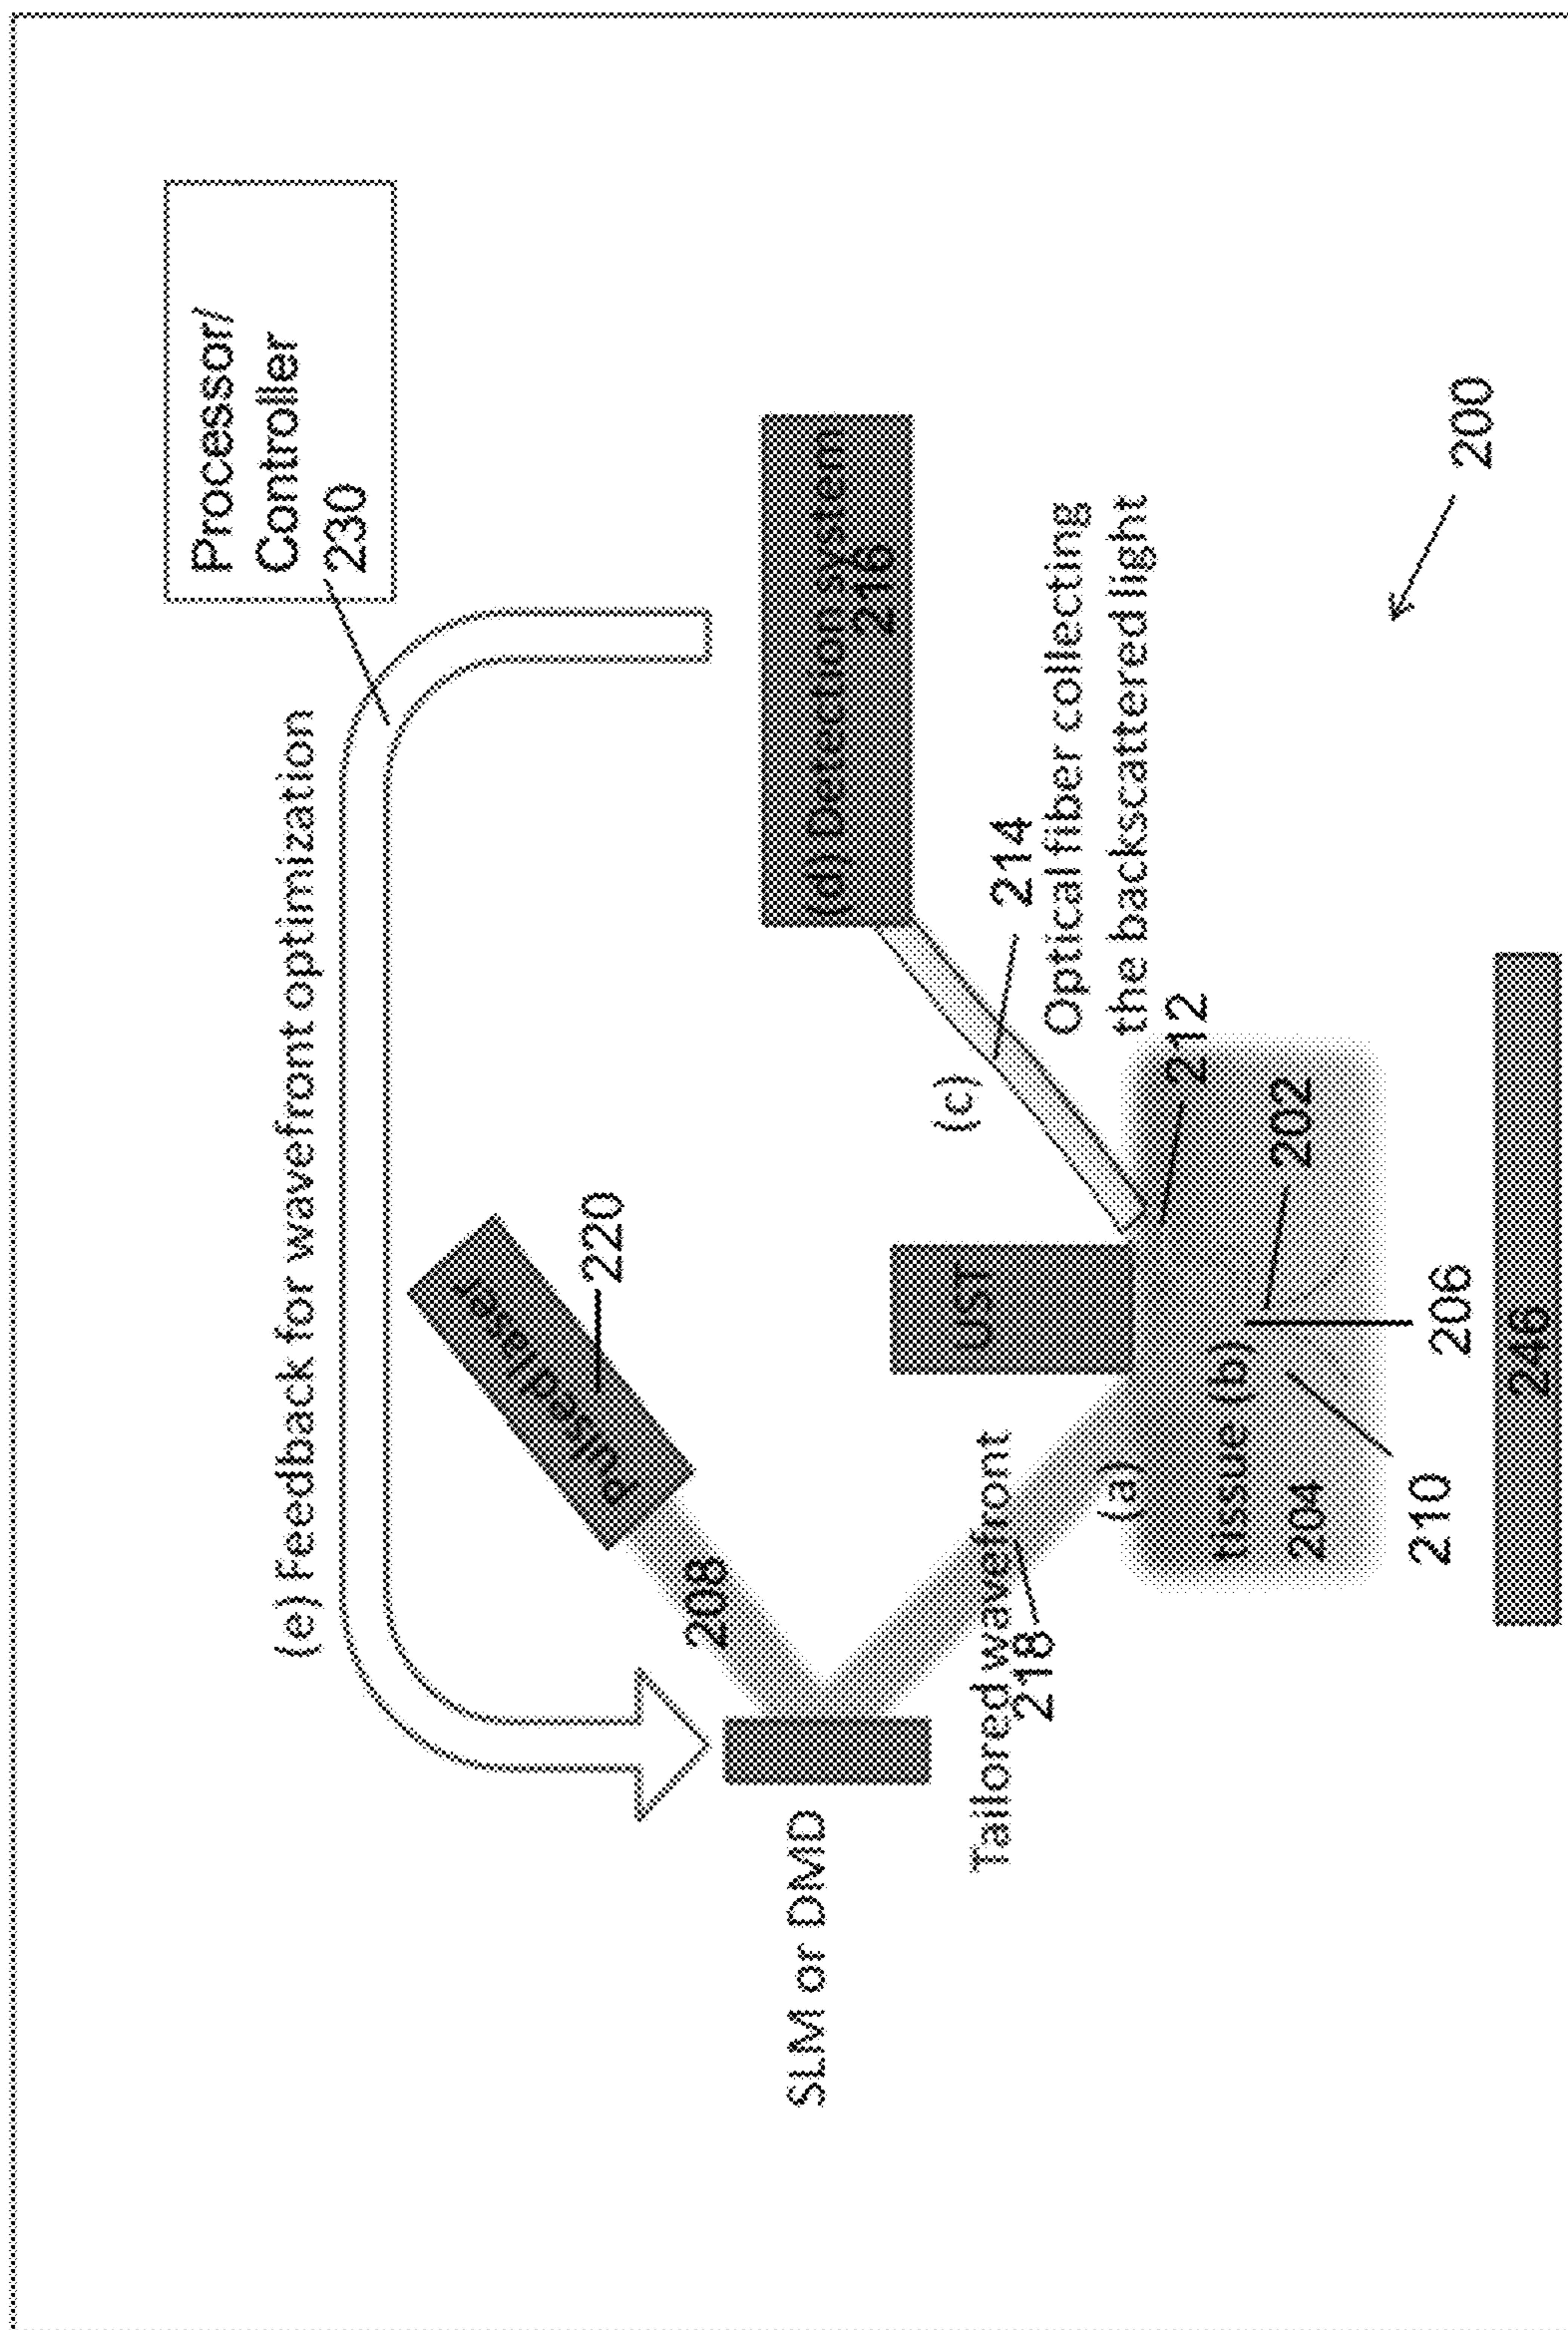 Processor/
Controller
230
(e) Feedback for wavefront optimization
Pulsed laser
220
208
SLM or DMD
(d) Detection system
216
UST
(c)
214
Optical fiber collecting
the backscattered light
Tailored wavefront
218
(a)
212
tissue (b)
202
204
206
210
246
200